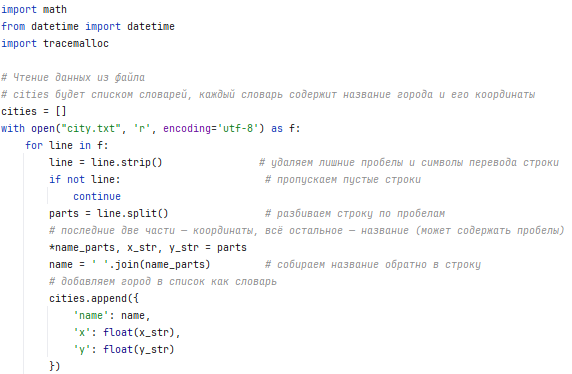 import math
from datetime import datetime
import tracemalloc

# Чтение данных из файла
# cities будет списком словарей, каждый словарь содержит название города и его координаты
cities = []
with open("city.txt", 'r', encoding='utf-8') as f:
    for line in f:
        line = line.strip()                # удаляем лишние пробелы и символы перевода строки
        if not line:                        # пропускаем пустые строки
            continue
        parts = line.split()                # разбиваем строку по пробелам
        # последние две части — координаты, всё остальное — название (может содержать пробелы)
        *name_parts, x_str, y_str = parts
        name = ' '.join(name_parts)         # собираем название обратно в строку
        # добавляем город в список как словарь
        cities.append({
            'name': name,
            'x': float(x_str),
            'y': float(y_str)
        })